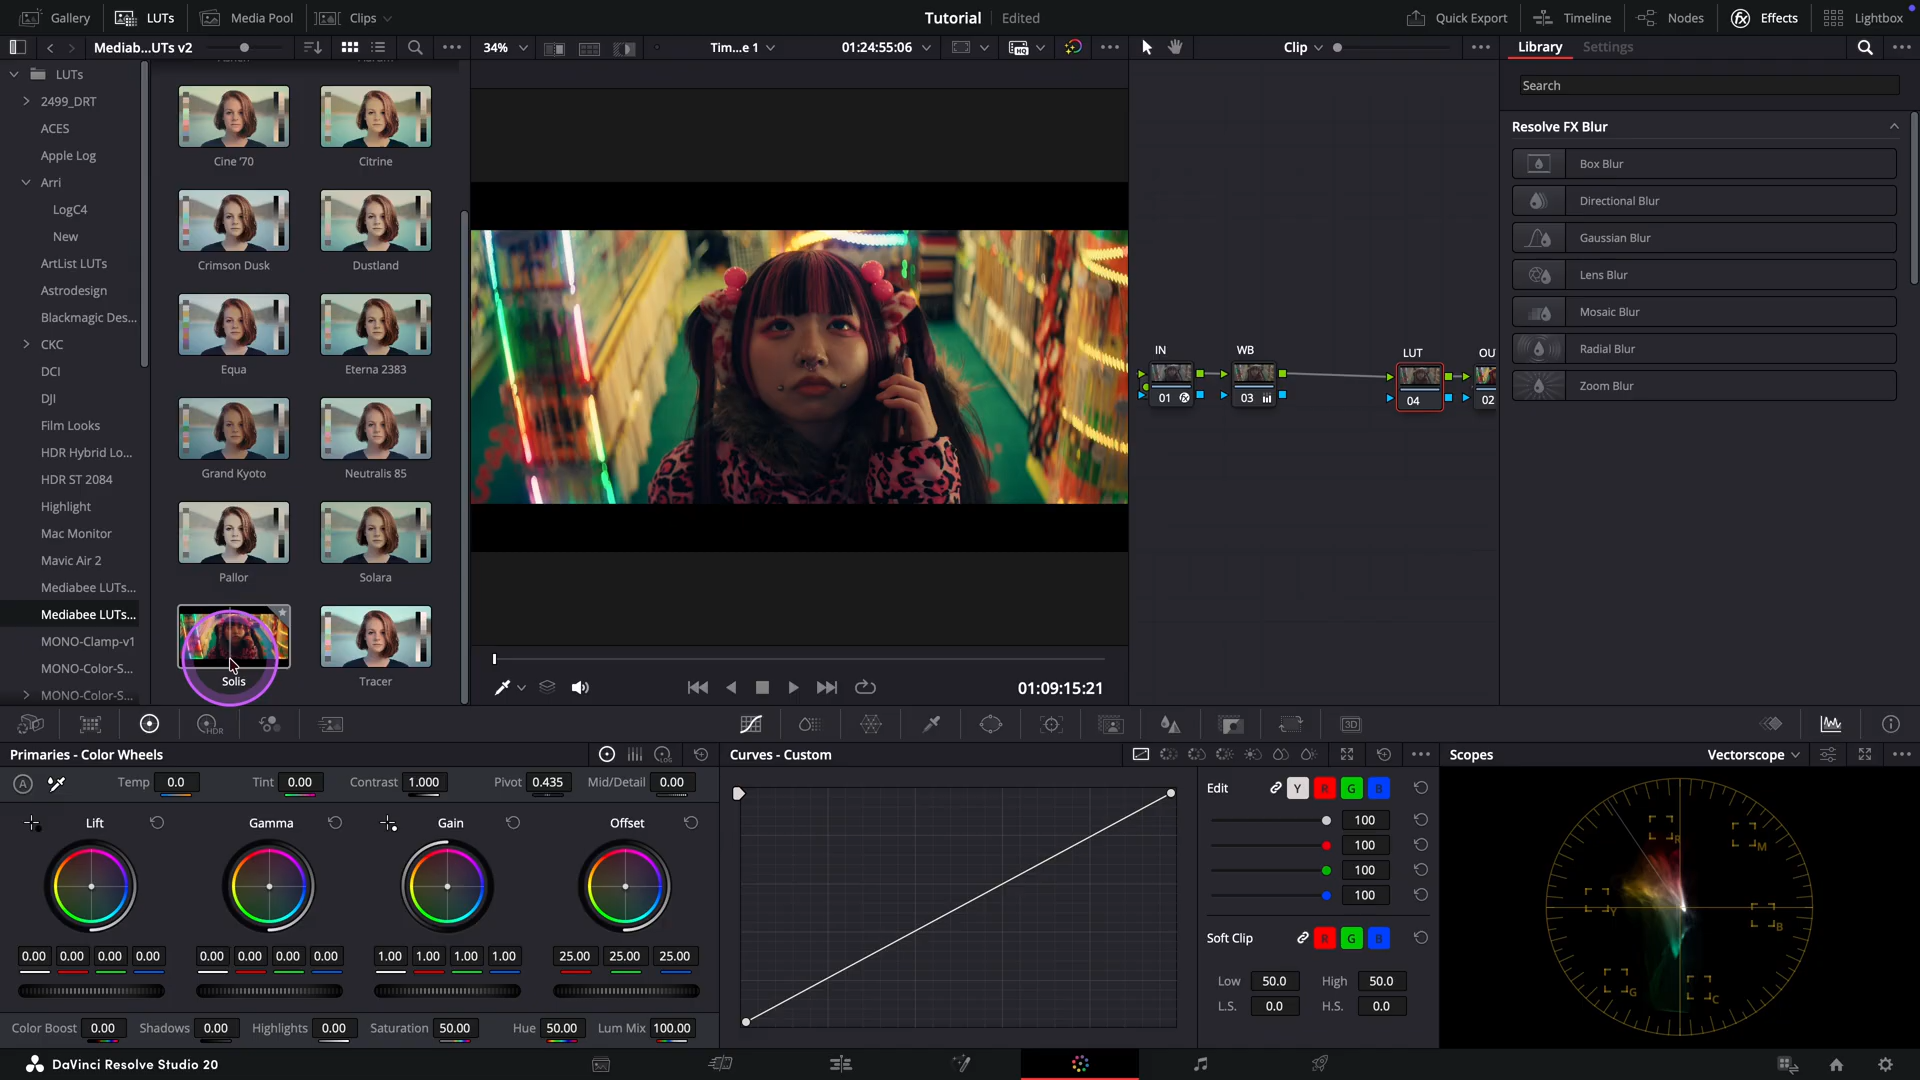 Gallery
LUTs
Media Pool
Clips
Tutorial
Edited
Quick Export
Timeline
Nodes
Effects
Lightbox
Mediab...UTs v2
34%
Tim...e 1
01:24:55:06
Clip
Library
Settings
Search
LUTs
2499_DRT
ACES
Apple Log
Arri
LogC4
New
ArtList LUTs
Astrodesign
Blackmagic Des...
CKC
DCI
DJI
Film Looks
HDR Hybrid Lo...
HDR ST 2084
Highlight
Mac Monitor
Mavic Air 2
Mediabee LUTs...
Mediabee LUTs...
MONO-Clamp-v1
MONO-Color-S...
MONO-Color-S...
Cine '70
Citrine
Crimson Dusk
Dustland
Equa
Eterna 2383
Grand Kyoto
Neutralis 85
Pallor
Solara
Solis
Tracer
01:09:15:21
IN
WB
LUT
OU
01
03
04
02
Resolve FX Blur
Box Blur
Directional Blur
Gaussian Blur
Lens Blur
Mosaic Blur
Radial Blur
Zoom Blur
HDR
3D
Primaries - Color Wheels
LOG
A
Temp 0.0
Tint 0.00
Contrast 1.000
Pivot 0.435
Mid/Detail 0.00
Lift
Gamma
Gain
Offset
0.00 0.00 0.00 0.00
0.00 0.00 0.00 0.00
1.00 1.00 1.00 1.00
25.00 25.00 25.00
Color Boost 0.00
Shadows 0.00
Highlights 0.00
Saturation 50.00
Hue 50.00
Lum Mix 100.00
Curves - Custom
Edit
Y R G B
100
100
100
100
Soft Clip
R G B
Low 50.0 High 50.0
L.S. 0.0 H.S. 0.0
Scopes
Vectorscope
R
M
Y
B
G
C
DaVinci Resolve Studio 20